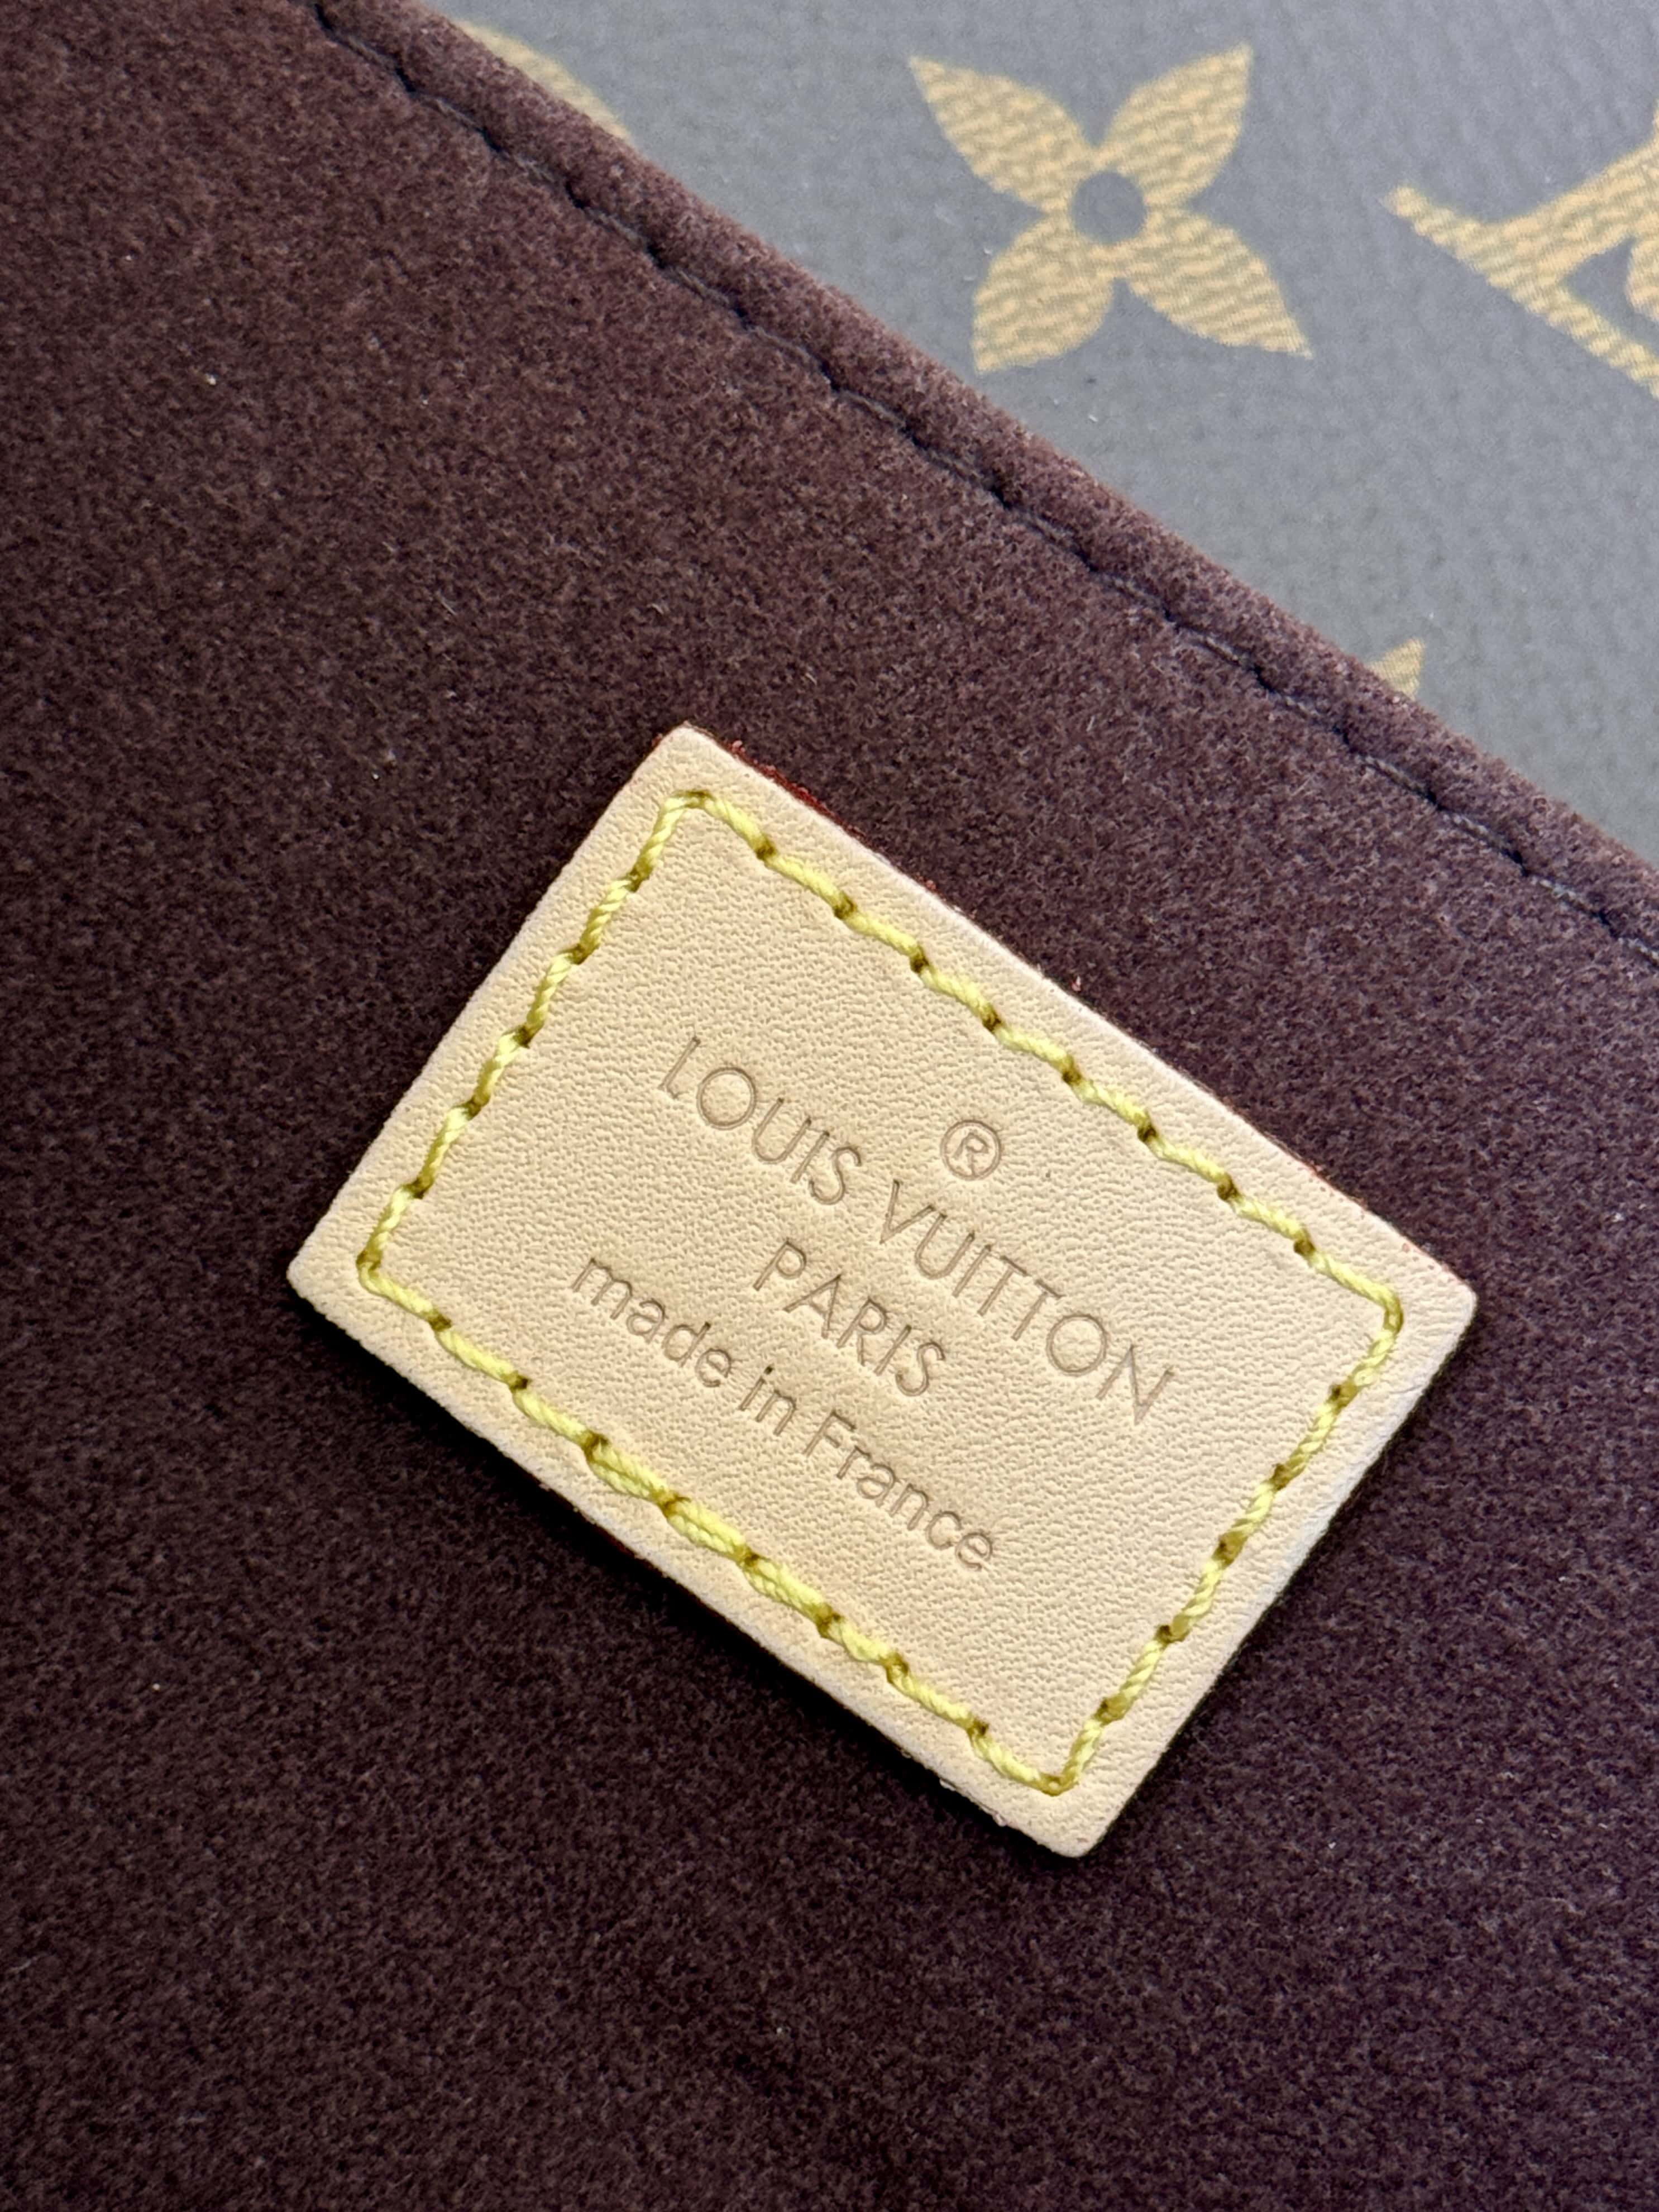 ®
LOUIS VUITTON
PARIS
made in France